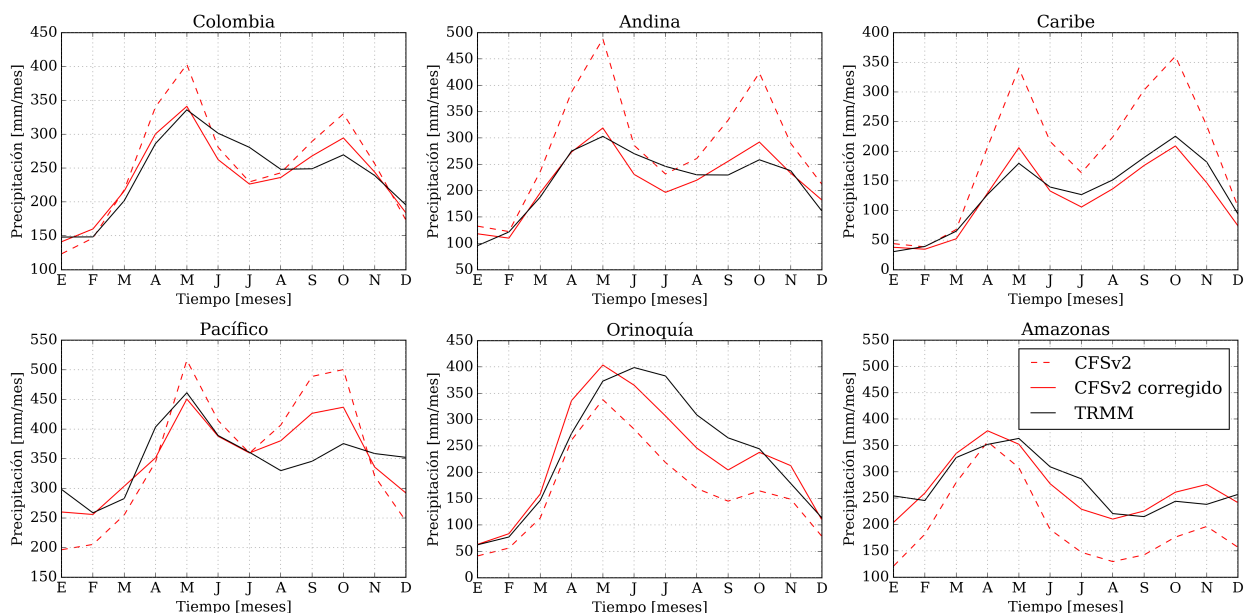 Colombia
Precipitación [mm/mes]
450
400
350
300
250
200
150
100
E F M A M J J A S O N D
Tiempo [meses]
Andina
Precipitación [mm/mes]
500
450
400
350
300
250
200
150
100
50
E F M A M J J A S O N D
Tiempo [meses]
Caribe
Precipitación [mm/mes]
400
350
300
250
200
150
100
50
0
E F M A M J J A S O N D
Tiempo [meses]
Pacífico
Precipitación [mm/mes]
550
500
450
400
350
300
250
200
150
E F M A M J J A S O N D
Tiempo [meses]
Orinoquía
Precipitación [mm/mes]
450
400
350
300
250
200
150
100
50
0
E F M A M J J A S O N D
Tiempo [meses]
Amazonas
Precipitación [mm/mes]
550
500
450
400
350
300
250
200
150
100
CFSv2
CFSv2 corregido
TRMM
E F M A M J J A S O N D
Tiempo [meses]